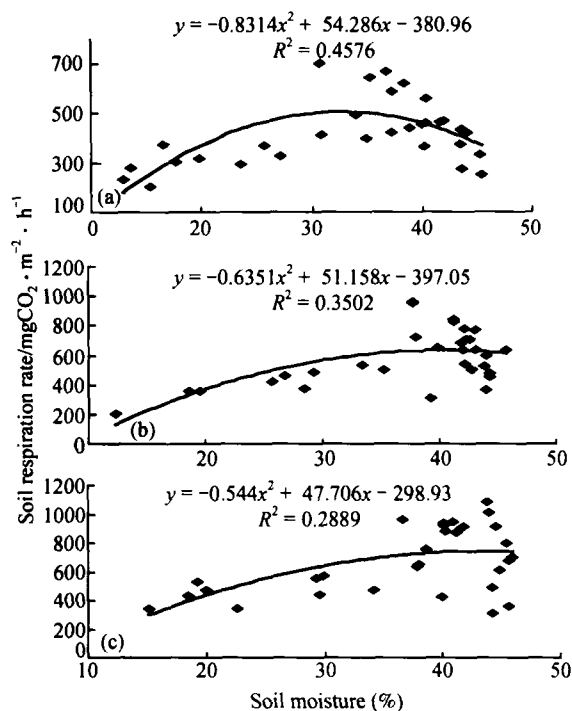 y = −0.8314x² + 54.286x − 380.96
R² = 0.4576
700
500
300
100
(a)
0 10 20 30 40 50
y = −0.6351x² + 51.158x − 397.05
R² = 0.3502
1200
1000
800
600
400
200
0
(b)
10 20 30 40 50
y = −0.544x² + 47.706x − 298.93
R² = 0.2889
1200
1000
800
600
400
200
0
(c)
10 20 30 40 50
Soil respiration rate/mgCO₂ · m⁻² · h⁻¹
Soil moisture (%)